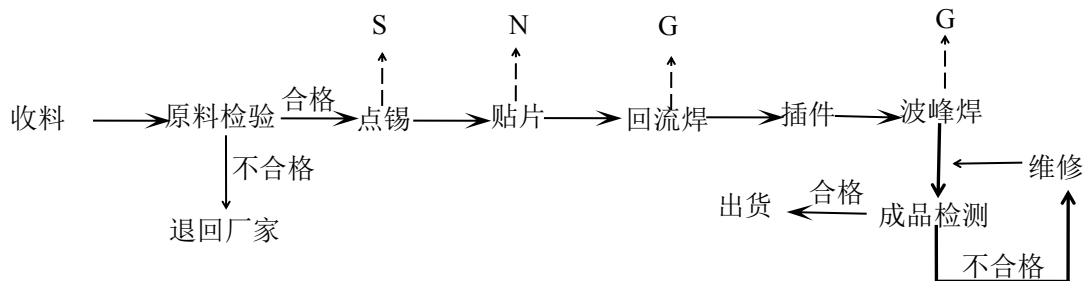 S
N
G
G
收料
原料检验
合格
点锡
贴片
回流焊
插件
波峰焊
不合格
维修
退回厂家
出货
合格
成品检测
不合格